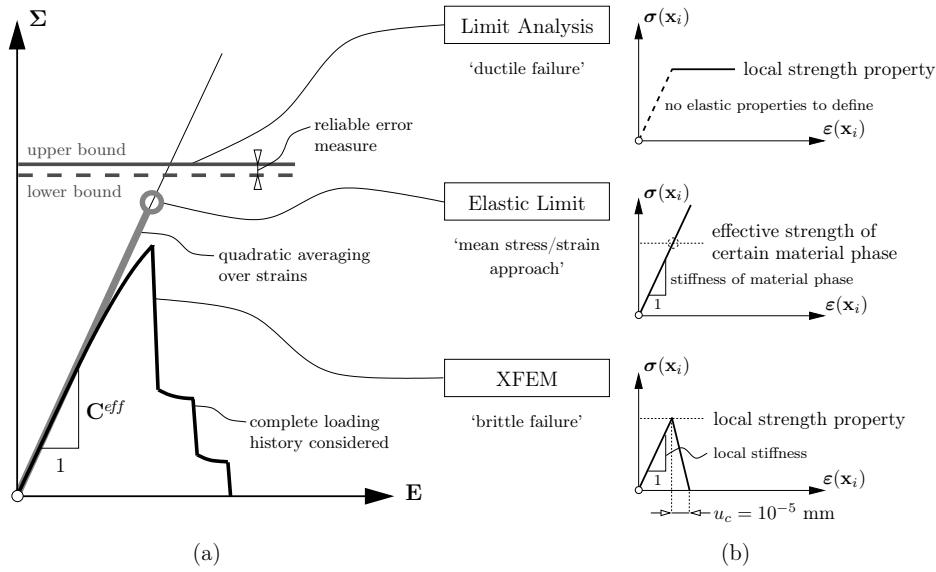 Σ
upper bound
lower bound
reliable error
measure
quadratic averaging
over strains
C^eff
1
complete loading
history considered
E
(a)
Limit Analysis
‘ductile failure’
Elastic Limit
‘mean stress/strain
approach’
XFEM
‘brittle failure’
σ(x_i)
local strength property
no elastic properties to define
ε(x_i)
σ(x_i)
effective strength of
certain material phase
stiffness of material phase
1
ε(x_i)
σ(x_i)
local strength property
local stiffness
1
ε(x_i)
u_c = 10^−5 mm
(b)